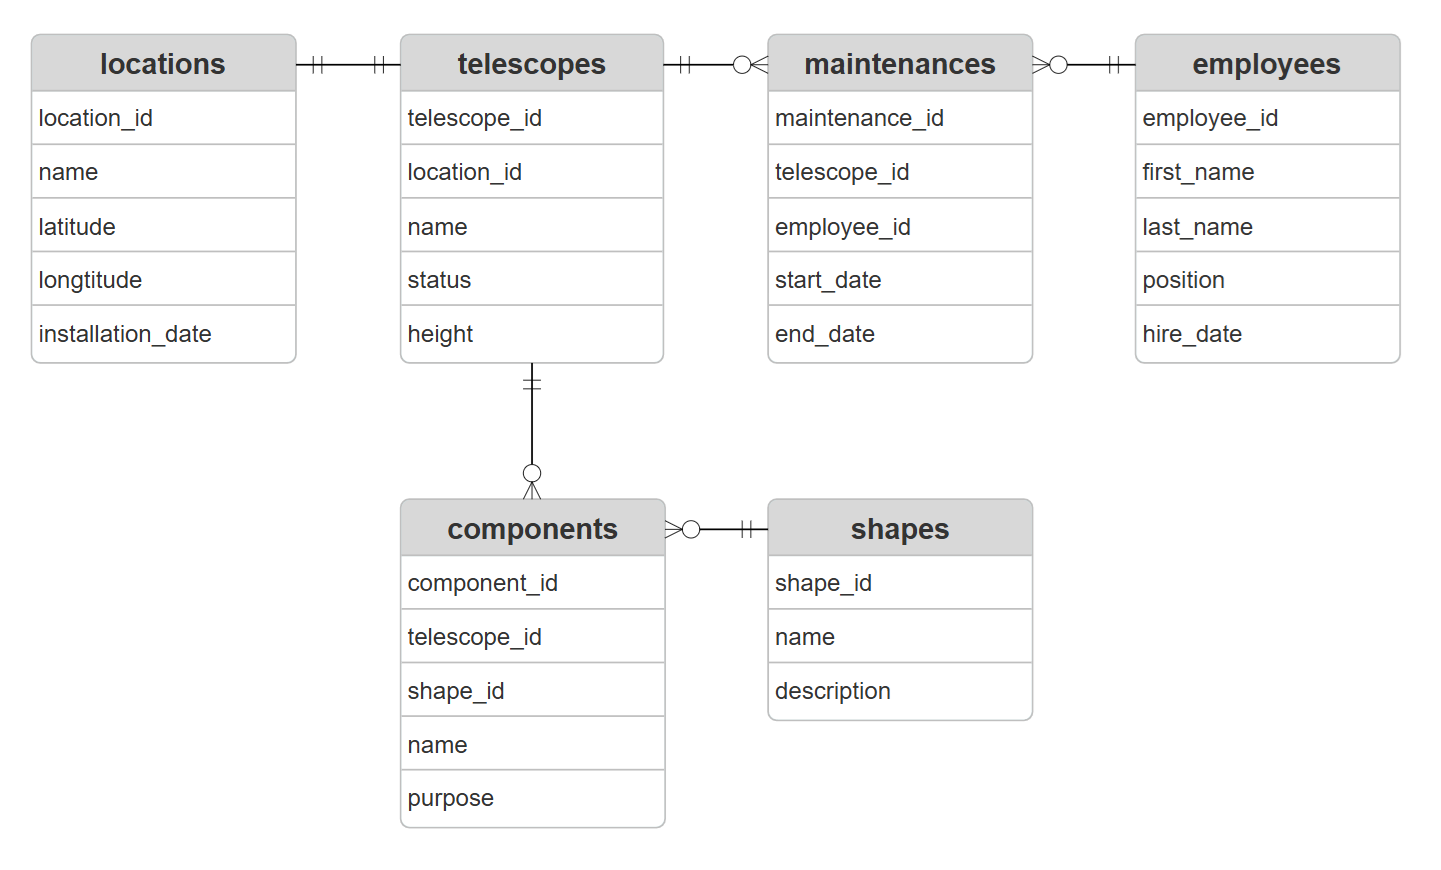 locations
location_id
name
latitude
longtitude
installation_date
telescopes
telescope_id
location_id
name
status
height
maintenances
maintenance_id
telescope_id
employee_id
start_date
end_date
employees
employee_id
first_name
last_name
position
hire_date
components
component_id
telescope_id
shape_id
name
purpose
shapes
shape_id
name
description